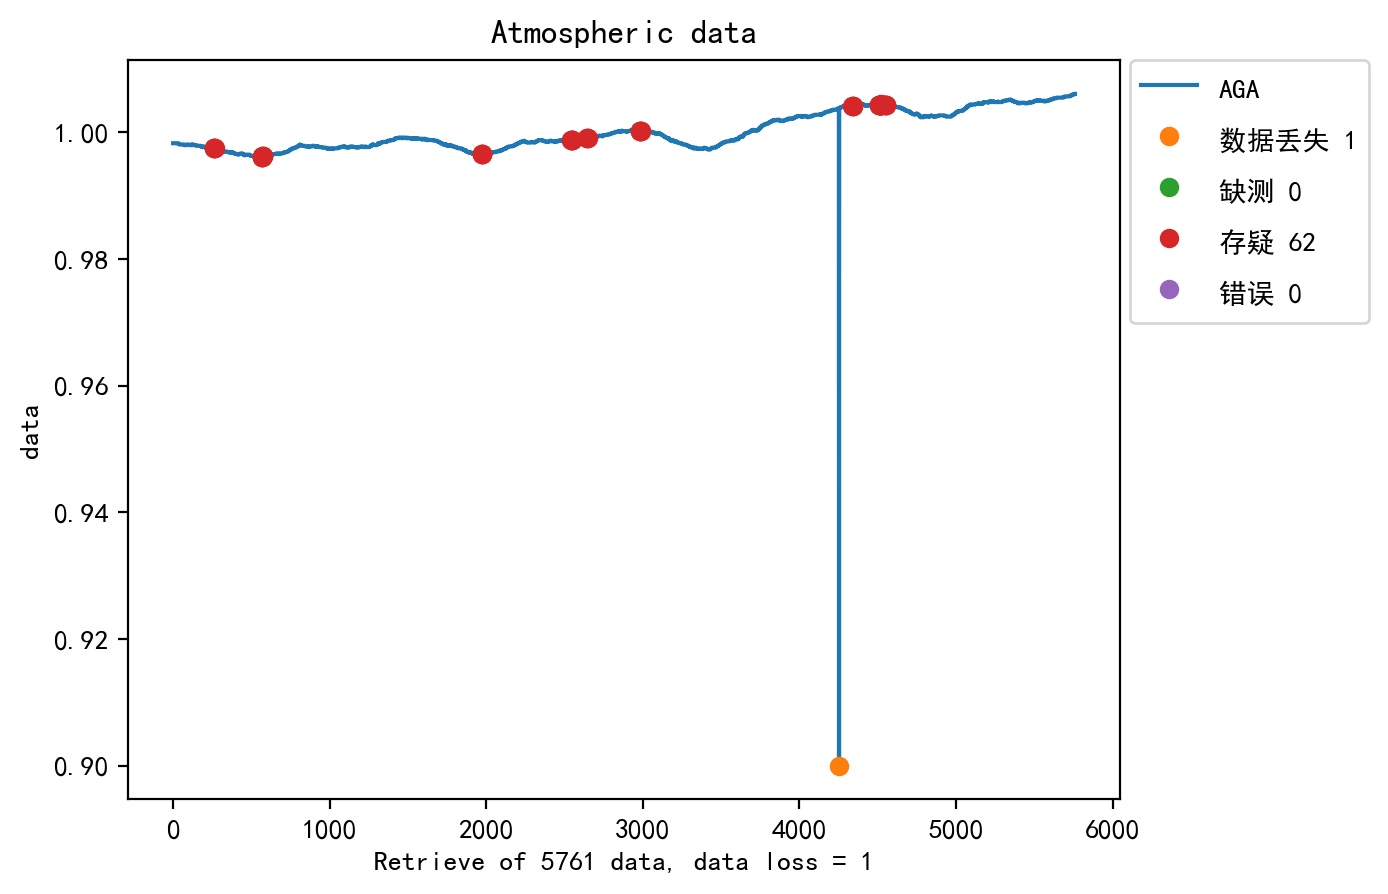 Atmospheric data
AGA
数据丢失 1
缺测 0
存疑 62
错误 0
1.00
0.98
0.96
0.94
0.92
0.90
data
0 1000 2000 3000 4000 5000 6000
Retrieve of 5761 data, data loss = 1